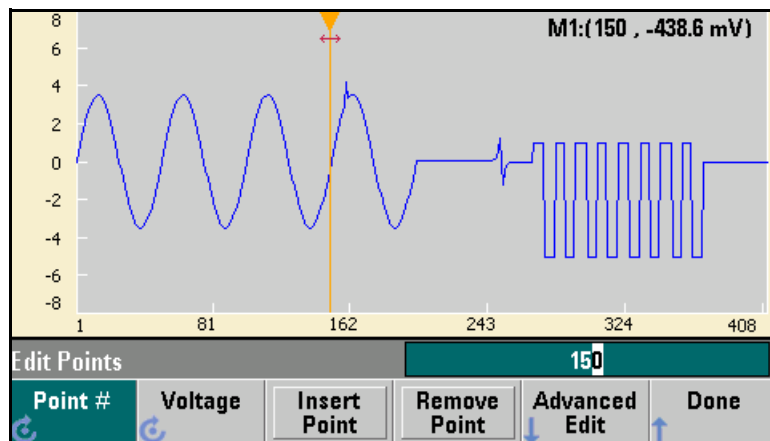 8
M1:(150 , -438.6 mV)
6
4
2
0
-2
-4
-6
-8
1 81 162 243 324 408
Edit Points 150
Point # Voltage Insert Point Remove Point Advanced Edit Done